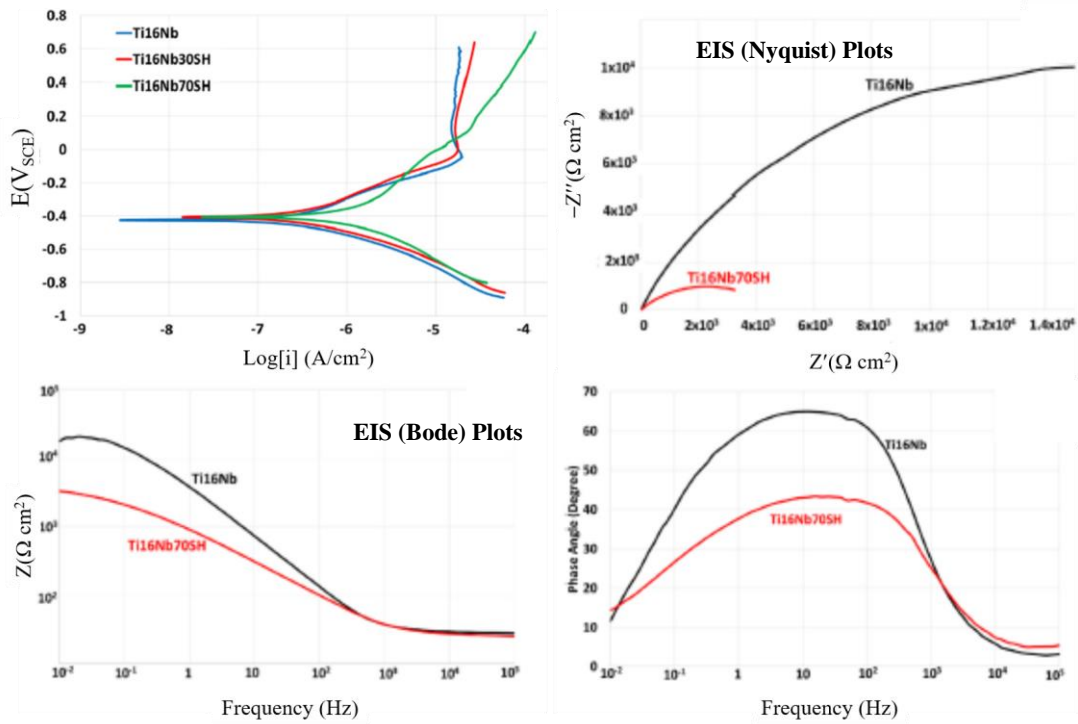 0.8
0.6
0.4
0.2
0
-0.2
-0.4
-0.6
-0.8
-1
E(V_SCE)
Ti16Nb
Ti16Nb30SH
Ti16Nb70SH
-9 -8 -7 -6 -5 -4
Log[i] (A/cm²)
EIS (Nyquist) Plots
1x10⁴
8x10³
6x10³
4x10³
2x10³
0
−Z″(Ω cm²)
Ti16Nb
Ti16Nb70SH
0 2x10³ 4x10³ 6x10³ 8x10³ 1x10⁴ 1.2x10⁴ 1.4x10⁴
Z′(Ω cm²)
EIS (Bode) Plots
10⁵
10⁴
10³
10²
Z(Ω cm²)
Ti16Nb
Ti16Nb70SH
10⁻² 10⁻¹ 1 10 10² 10³ 10⁴ 10⁵
Frequency (Hz)
70
60
50
40
30
20
10
0
Phase Angle (Degree)
Ti16Nb
Ti16Nb70SH
10⁻² 10⁻¹ 1 10 10² 10³ 10⁴ 10⁵
Frequency (Hz)